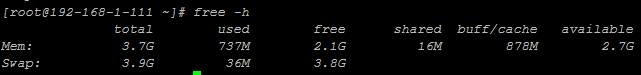 [root@192-168-1-111 ~]# free -h
total used free shared buff/cache available
Mem: 3.7G 737M 2.1G 16M 878M 2.7G
Swap: 3.9G 36M 3.8G